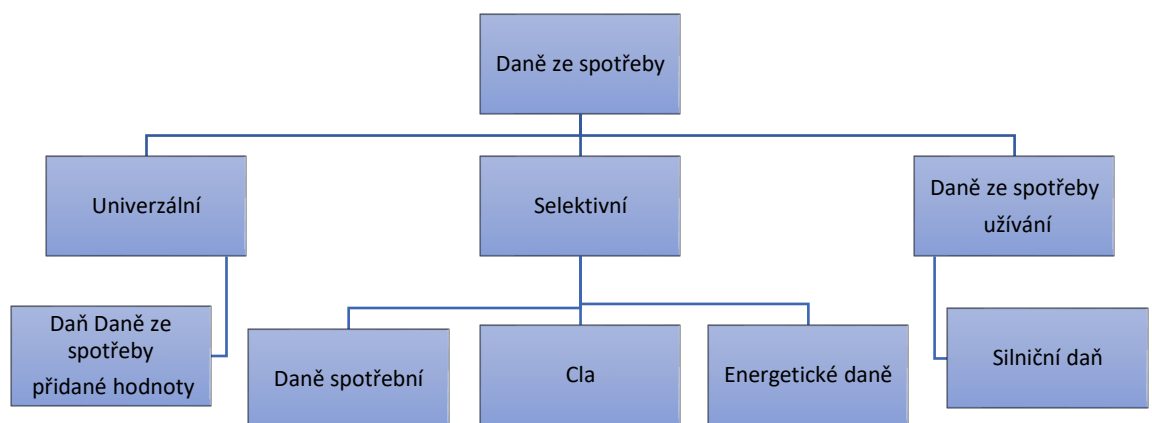 Daně ze spotřeby
Univerzální
Selektivní
Daně ze spotřeby
užívání
Daň Daně ze
spotřeby
přidané hodnoty
Daně spotřební
Cla
Energetické daně
Silniční daň